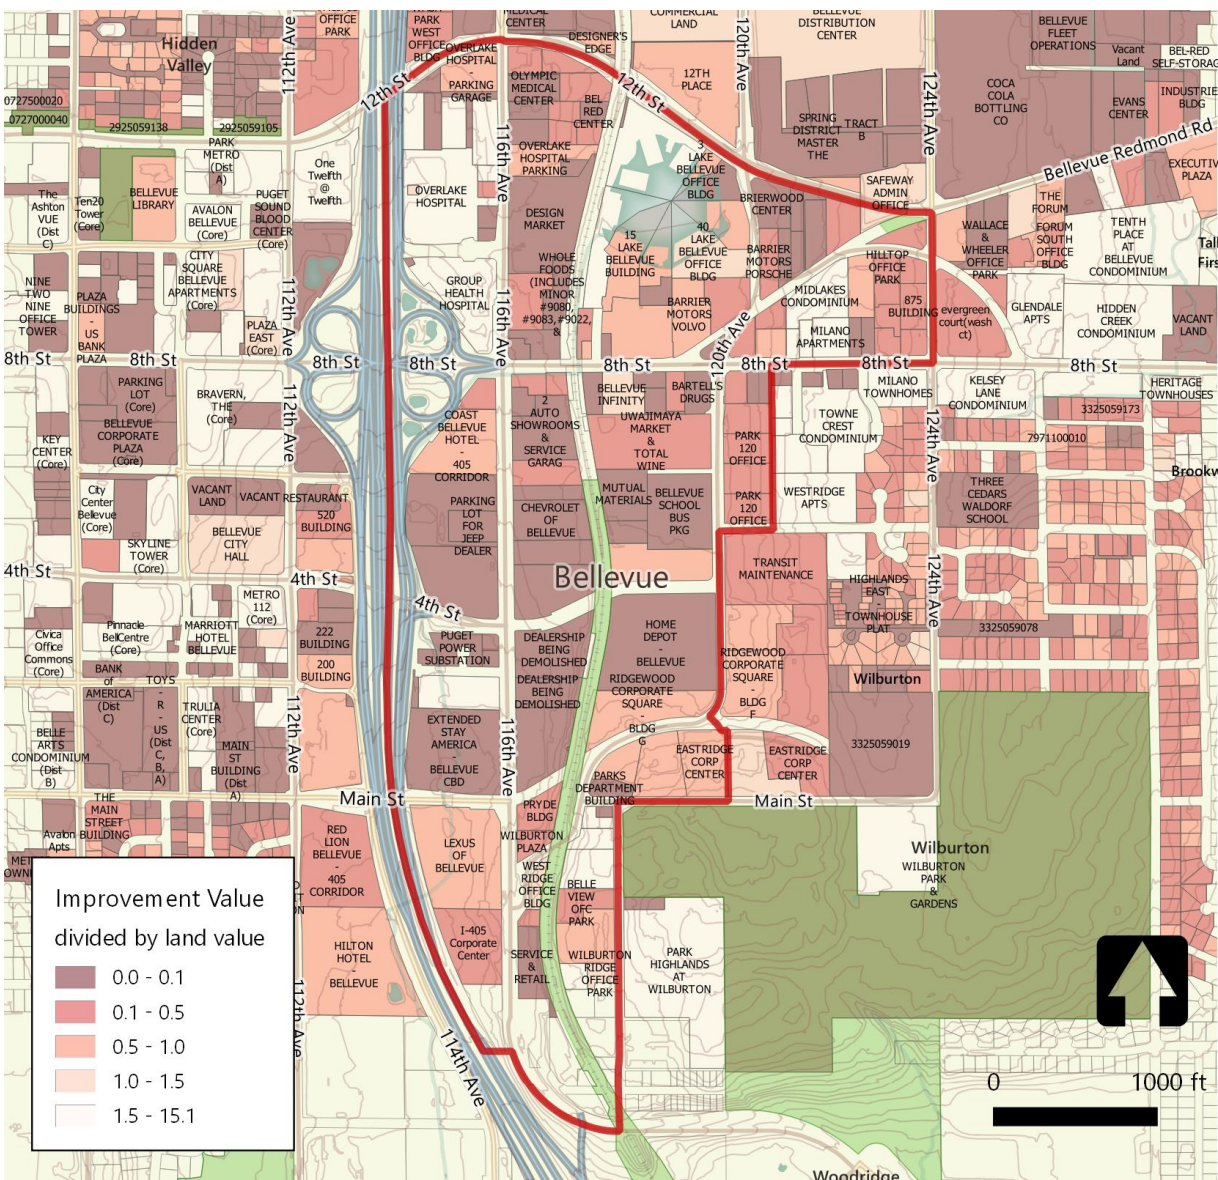 OFFICE
PARK
PARK
WEST
OFFICE
BLDG
MEDICAL
CENTER
DESIGNER'S
EDGE
COMMERCIAL
LAND
BELLEVUE
DISTRIBUTION
CENTER
BELLEVUE
FLEET
OPERATIONS
Vacant
Land
BEL-RED
SELF-STORAGE
Hidden
Valley
112th Ave
12th St
OVERLAKE
HOSPITAL
-
PARKING
GARAGE
OLYMPIC
MEDICAL
CENTER
BEL
RED
CENTER
12th St
12TH
PLACE
120th Ave
SPRING
DISTRICT
MASTER
THE
TRACT
B
124th Ave
COCA
COLA
BOTTLING
CO
EVANS
CENTER
INDUSTRIE
BLDG
Bellevue Redmond Rd
EXECUTIV
PLAZA
0727500020
0727000040
2925059138
2925059105
PARK
METRO
(Dist
A)
One
Twelfth
@
Twelfth
116th Ave
OVERLAKE
HOSPITAL
PARKING
OVERLAKE
HOSPITAL
3
LAKE
BELLEVUE
OFFICE
BLDG
BRIERWOOD
CENTER
SAFEWAY
ADMIN
OFFICE
The
Ashton
VUE (Dist
C)
Ten20
Tower
(Core)
BELLEVUE
LIBRARY
AVALON
BELLEVUE
(Core)
PUGET
SOUND
BLOOD
CENTER
(Core)
DESIGN
MARKET
15
LAKE
BELLEVUE
BUILDING
40
LAKE
BELLEVUE
OFFICE
BLDG
BARRIER
MOTORS
PORSCHE
WALLACE
&
WHEELER
OFFICE
PARK
THE
FORUM
FORUM
SOUTH
OFFICE
BLDG
TENTH
PLACE
AT
BELLEVUE
CONDOMINIUM
Tall
Firs
NINE
TWO
NINE
OFFICE
TOWER
PLAZA
BUILDINGS
-
US
BANK
PLAZA
CITY
SQUARE
BELLEVUE
APARTMENTS
(Core)
PLAZA
EAST (Core)
112th Ave
GROUP
HEALTH
HOSPITAL
116th Ave
WHOLE
FOODS
(INCLUDES
MINOR
#9080,
#9083,#9022,
&
BARRIER
MOTORS
VOLVO
MIDLAKES
CONDOMINIUM
MILANO
APARTMENTS
HILLTOP
OFFICE
PARK
875
BUILDING
evergreen
court(wash
ct)
GLENDALE
APTS
HIDDEN
CREEK
CONDOMINIUM
VACANT
LAND
8th St
8th St
8th St
8th St
8th St
8th St
8th St
8th St
120th Ave
PARKING
LOT
(Core)
BELLEVUE
CORPORATE
PLAZA
(Core)
BRAVERN,
THE
(Core)
112th Ave
KEY
CENTER
(Core)
COAST
BELLEVUE
HOTEL
-
405
CORRIDOR
2
AUTO
SHOWROOMS
&
SERVICE
GARAG
BELLEVUE
INFINITY
BARTELL'S
DRUGS
UWAJIMAYA
MARKET
&
TOTAL
WINE
PARK
120
OFFICE
PARK
120
OFFICE
TOWNE
CREST
CONDOMINIUM
MILANO
TOWNHOMES
124th Ave
KELSEY
LANE
CONDOMINIUM
HERITAGE
TOWNHOUSES
3325059173
7971100010
Brookw
City
Center
Bellevue
(Core)
VACANT
LAND
VACANT
RESTAURANT
520
BUILDING
BELLEVUE
CITY
HALL
SKYLINE
TOWER
(Core)
PARKING
LOT
FOR
JEEP
DEALER
CHEVROLET
OF
BELLEVUE
MUTUAL
MATERIALS
BELLEVUE
SCHOOL
BUS
PKG
WESTRIDGE
APTS
THREE
CEDARS
WALDORF
SCHOOL
4th St
4th St
4th St
Bellevue
TRANSIT
MAINTENANCE
HIGHLANDS
EAST
-
TOWNHOUSE
PLAT
124th Ave
3325059078
METRO
112
(Core)
Civica
Office
Commons
(Core)
Pinnacle
BellCentre
(Core)
MARRIOTT
HOTEL
BELLEVUE
222
BUILDING
200
BUILDING
PUGET
POWER
SUBSTATION
DEALERSHIP
BEING
DEMOLISHED
DEALERSHIP
BEING
DEMOLISHED
HOME
DEPOT
-
BELLEVUE
RIDGEWOOD
CORPORATE
SQUARE
-
BLDG
G
RIDGEWOOD
CORPORATE
SQUARE
-
BLDG
F
Wilburton
3325059019
BANK
of
AMERICA
(Dist
C)
TOYS
-
R -
US
(Dist
C,
B,
A)
TRULIA
CENTER
(Core)
BELLE
ARTS
CONDOMINIUM
(Dist
B)
MAIN
ST
BUILDING
(Dist
A)
112th Ave
EXTENDED
STAY
AMERICA
-
BELLEVUE
CBD
116th Ave
EASTRIDGE
CORP
CENTER
EASTRIDGE
CORP
CENTER
PARKS
DEPARTMENT
BUILDING
Main St
Main St
THE
MAIN
STREET
BUILDING
Avalon
Apts
RED
LION
BELLEVUE
-
405
CORRIDOR
LEXUS
OF
BELLEVUE
PRYDE
BLDG
WILBURTON
PLAZA
WEST
RIDGE
OFFICE
BLDG
BELLE
VIEW
OFC
PARK
Wilburton
WILBURTON
PARK
&
GARDENS
HILTON
HOTEL
-
BELLEVUE
I-405
Corporate
Center
SERVICE
&
RETAIL
WILBURTON
RIDGE
OFFICE
PARK
PARK
HIGHLANDS
AT
WILBURTON
112th Ave
114th Ave
Woodridge
Improvement Value
divided by land value
0.0 - 0.1
0.1 - 0.5
0.5 - 1.0
1.0 - 1.5
1.5 - 15.1
0 1000 ft